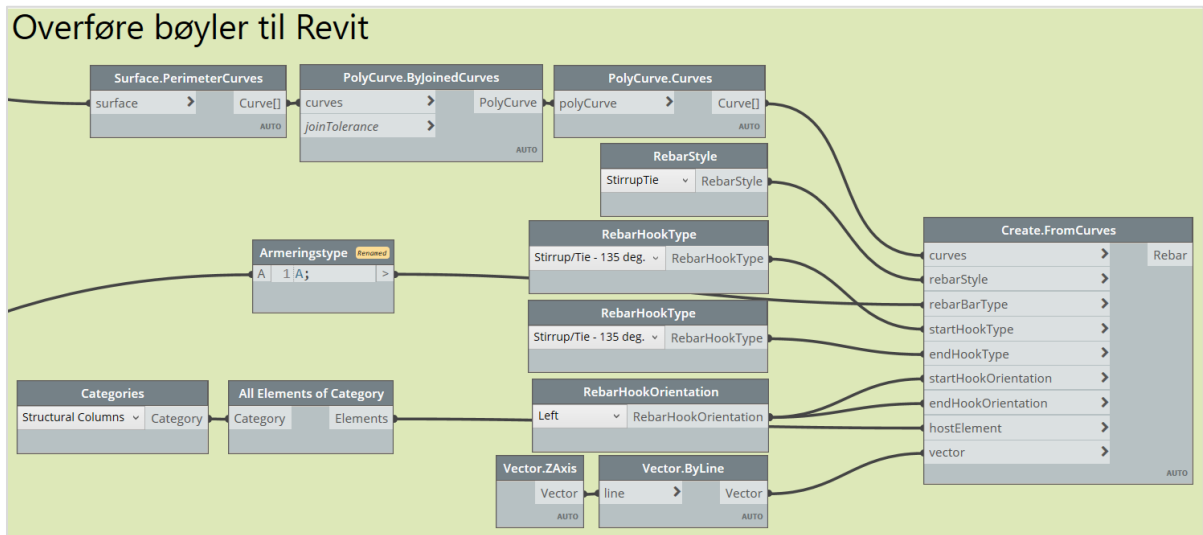 Overføre bøyler til Revit
Surface.PerimeterCurves
surface > Curve[]
AUTO
PolyCurve.ByJoinedCurves
curves > PolyCurve
joinTolerance >
AUTO
PolyCurve.Curves
polyCurve > Curve[]
AUTO
RebarStyle
StirrupTie RebarStyle
Armeringstype Renamed
A 1 A; >
RebarHookType
Stirrup/Tie - 135 deg. RebarHookType
RebarHookType
Stirrup/Tie - 135 deg. RebarHookType
Categories
Structural Columns Category
All Elements of Category
Category Elements
RebarHookOrientation
Left RebarHookOrientation
Vector.ZAxis
Vector
AUTO
Vector.ByLine
line > Vector
AUTO
Create.FromCurves
curves > Rebar
rebarStyle >
rebarBarType >
startHookType >
endHookType >
startHookOrientation >
endHookOrientation >
hostElement >
vector >
AUTO